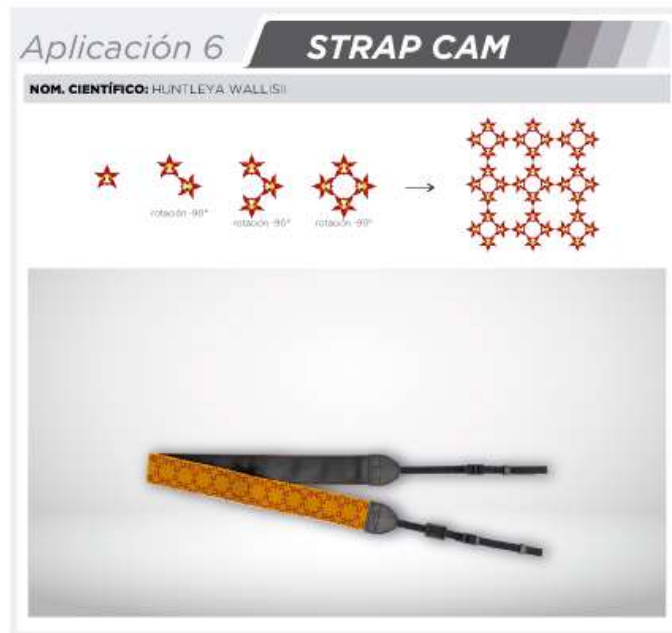 Aplicación 6
STRAP CAM
NOM. CIENTÍFICO: HUNTLEYA WALLISII
rotación -90°
rotación -90°
rotación -90°